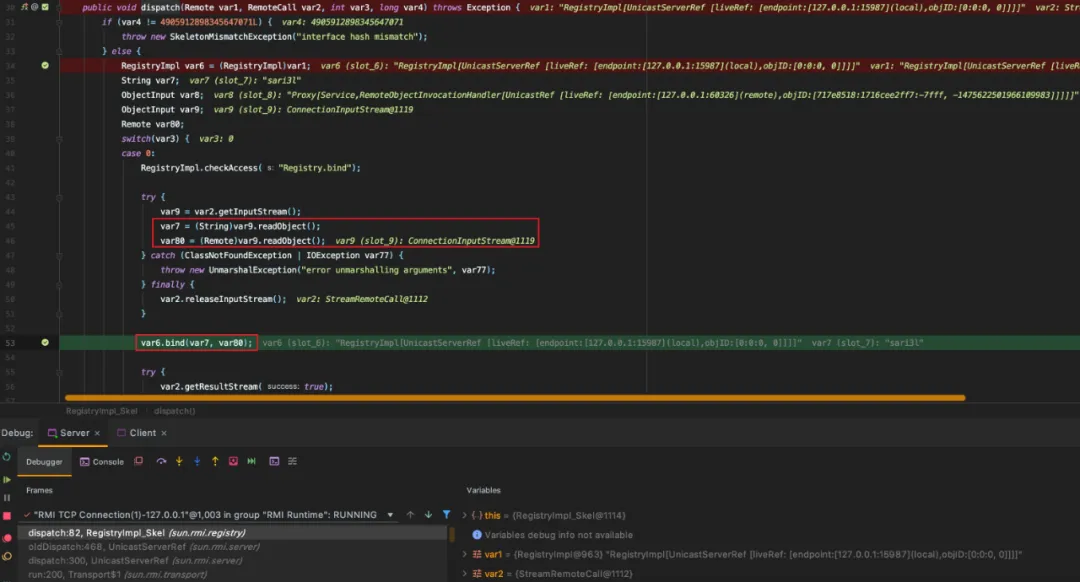 30 public void dispatch(Remote var1, RemoteCall var2, int var3, long var4) throws Exception { var1: "RegistryImpl[UnicastServerRef [liveRef: [endpoint:[127.0.0.1:15987](local),objID:[0:0:0, 0]]]]" var2: Str
31 if (var4 != 4905912898345647071L) { var4: 4905912898345647071
32 throw new SkeletonMismatchException("interface hash mismatch");
33 } else {
34 RegistryImpl var6 = (RegistryImpl)var1; var6 (slot_6): "RegistryImpl[UnicastServerRef [liveRef: [endpoint:[127.0.0.1:15987](local),objID:[0:0:0, 0]]]]" var1: "RegistryImpl[UnicastServerRef [liveR
35 String var7; var7 (slot_7): "sari3l"
36 ObjectInput var8; var8 (slot_8): "Proxy[Service,RemoteObjectInvocationHandler[UnicastRef [liveRef: [endpoint:[127.0.0.1:60326](remote),objID:[717e8518:1716cee2ff7:-7fff, -1475622501966109983]]]]]"
37 ObjectInput var9; var9 (slot_9): ConnectionInputStream@1119
38 Remote var80;
39 switch(var3) { var3: 0
40 case 0:
41 RegistryImpl.checkAccess( s: "Registry.bind");
42
43 try {
44 var9 = var2.getInputStream();
45 var7 = (String)var9.readObject();
46 var80 = (Remote)var9.readObject(); var9 (slot_9): ConnectionInputStream@1119
47 } catch (ClassNotFoundException | IOException var77) {
48 throw new UnmarshalException("error unmarshalling arguments", var77);
49 } finally {
50 var2.releaseInputStream(); var2: StreamRemoteCall@1112
51 }
52
53 var6.bind(var7, var80); var6 (slot_6): "RegistryImpl[UnicastServerRef [liveRef: [endpoint:[127.0.0.1:15987](local),objID:[0:0:0, 0]]]]" var7 (slot_7): "sari3l"
54
55 try {
56 var2.getResultStream( success: true);
57
RegistryImpl_Skel › dispatch()
Debug: Server × Client ×
Debugger Console
Frames Variables
"RMI TCP Connection(1)-127.0.0.1"@1,003 in group "RMI Runtime": RUNNING
this = {RegistryImpl_Skel@1114}
dispatch:82, RegistryImpl_Skel (sun.rmi.registry)
Variables debug info not available
oldDispatch:468, UnicastServerRef (sun.rmi.server)
var1 = {RegistryImpl@963} "RegistryImpl[UnicastServerRef [liveRef: [endpoint:[127.0.0.1:15987](local),objID:[0:0:0, 0]]]]"
dispatch:300, UnicastServerRef (sun.rmi.server)
var2 = {StreamRemoteCall@1112}
run:200, Transport$1 (sun.rmi.transport)